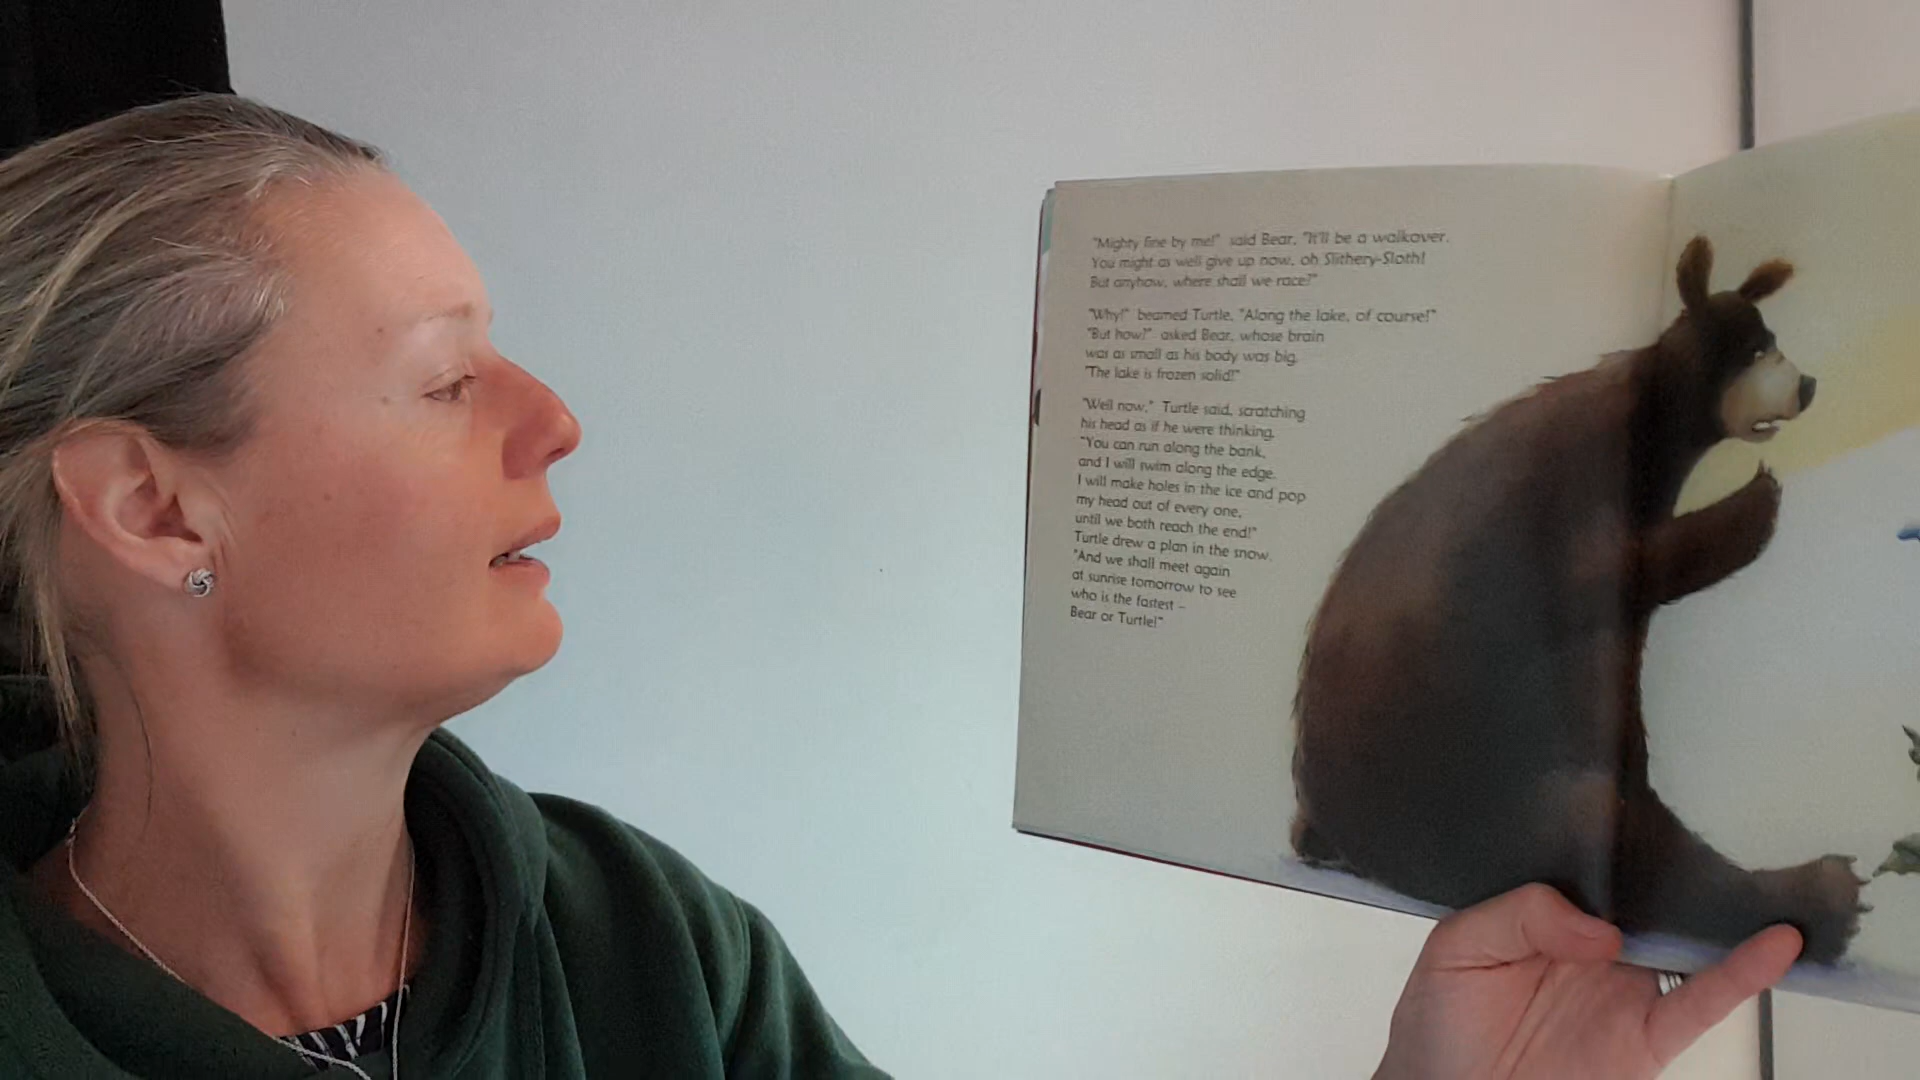 "Mighty fine by me!" said Bear. "It'll be a walkover.
You might as well give up now, oh Slithery-Sloth!
But anyhow, where shall we race?"
"Why!" beamed Turtle. "Along the lake, of course!"
"But how?" asked Bear, whose brain
was as small as his body was big.
"The lake is frozen solid!"
"Well now," Turtle said, scratching
his head as if he were thinking.
"You can run along the bank,
and I will swim along the edge.
I will make holes in the ice and pop
my head out of every one,
until we both reach the end!"
Turtle drew a plan in the snow.
"And we shall meet again
at sunrise tomorrow to see
who is the fastest –
Bear or Turtle!"